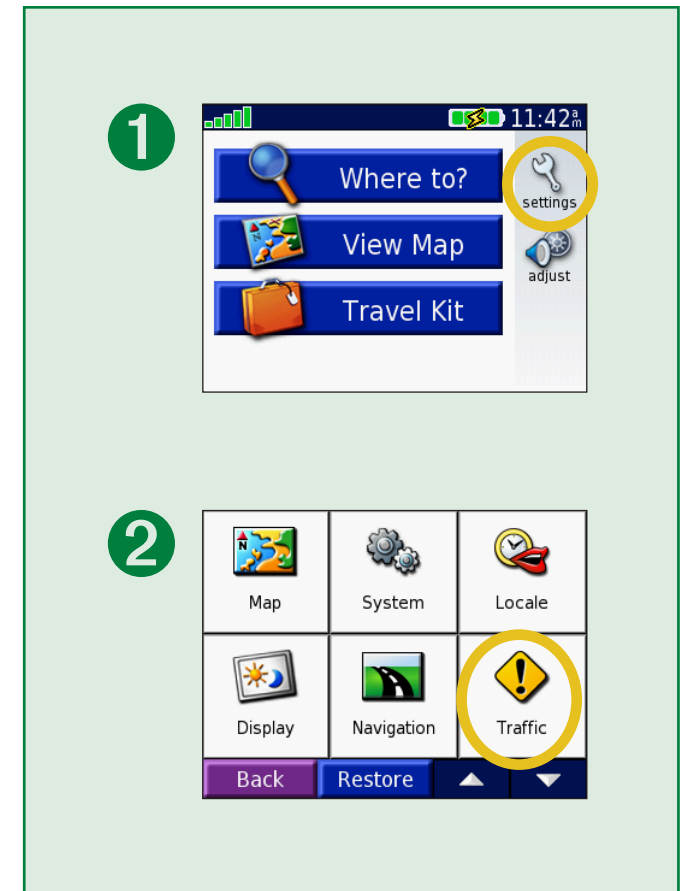 1
11:42 am
Where to?
settings
View Map
adjust
Travel Kit
2
N
Map
System
Locale
Display
Navigation
Traffic
Back
Restore